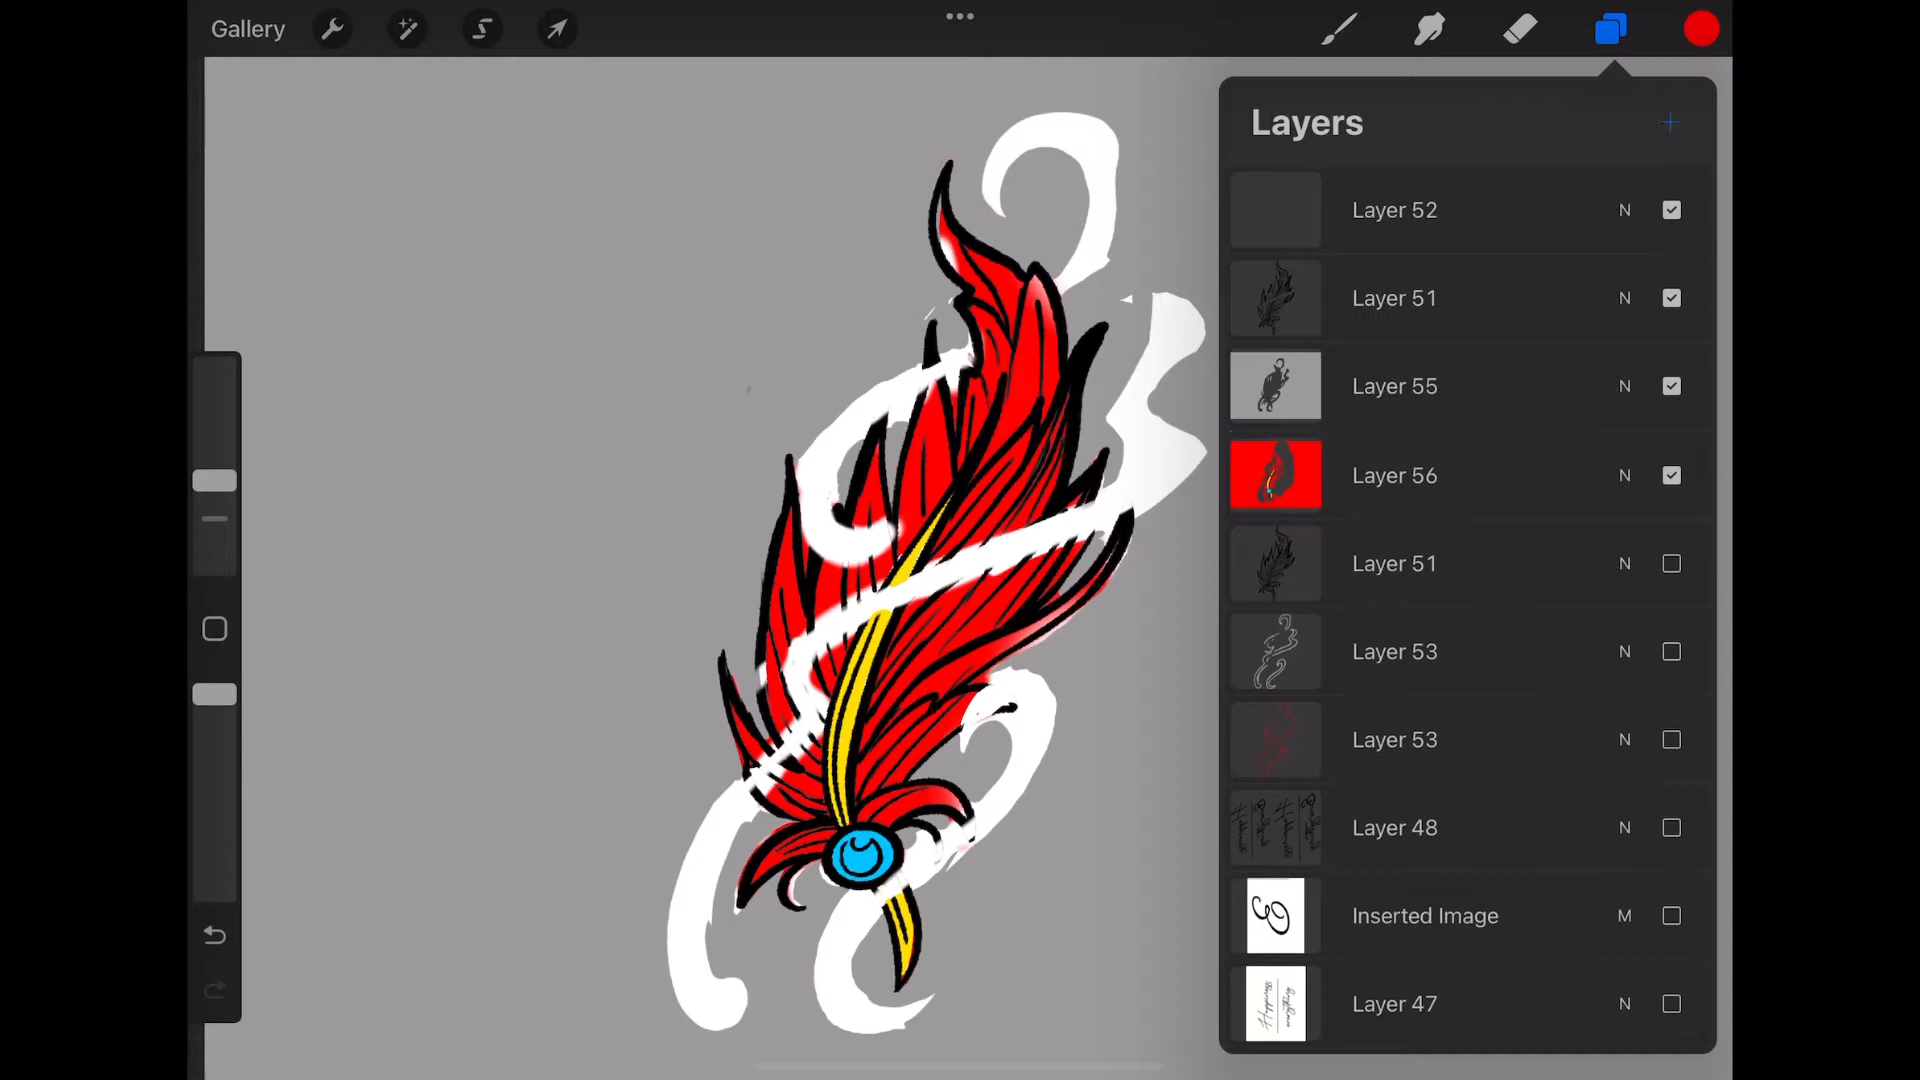 Gallery
Layers
Layer 52 N
Layer 51 N
Layer 55 N
Layer 56 N
Layer 51 N
Layer 53 N
Layer 53 N
Layer 48 N
Inserted Image M
Layer 47 N